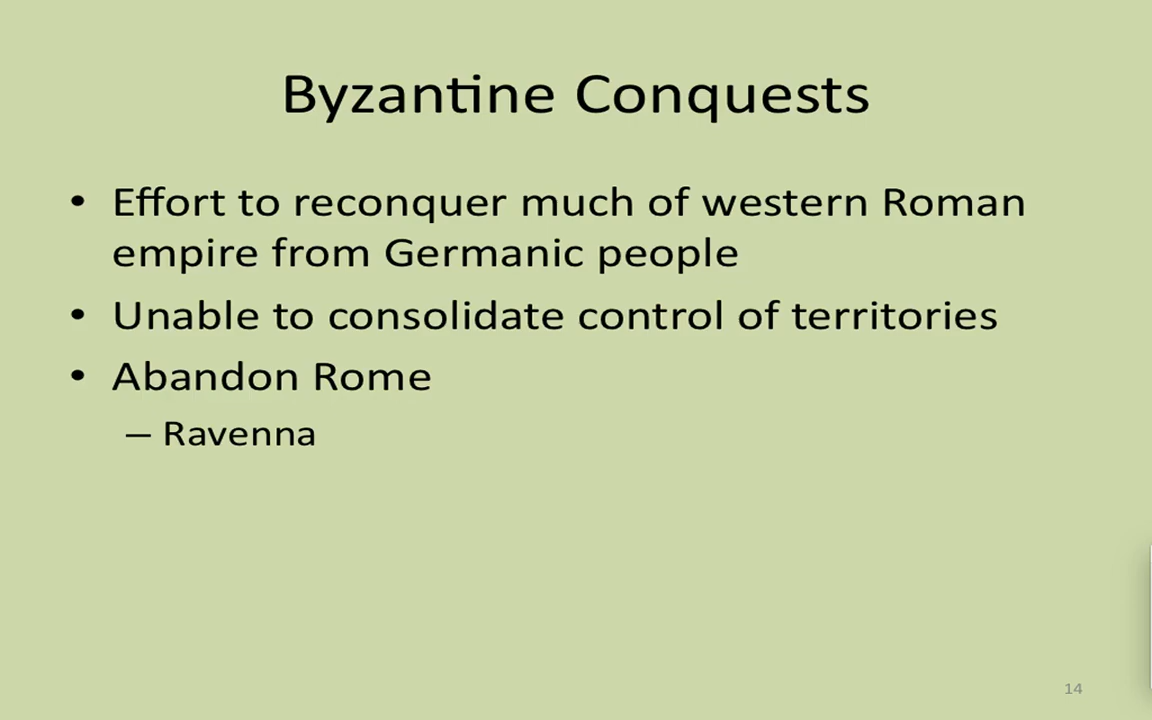 Byzantine Conquests
• Effort to reconquer much of western Roman
empire from Germanic people
• Unable to consolidate control of territories
• Abandon Rome
– Ravenna
14